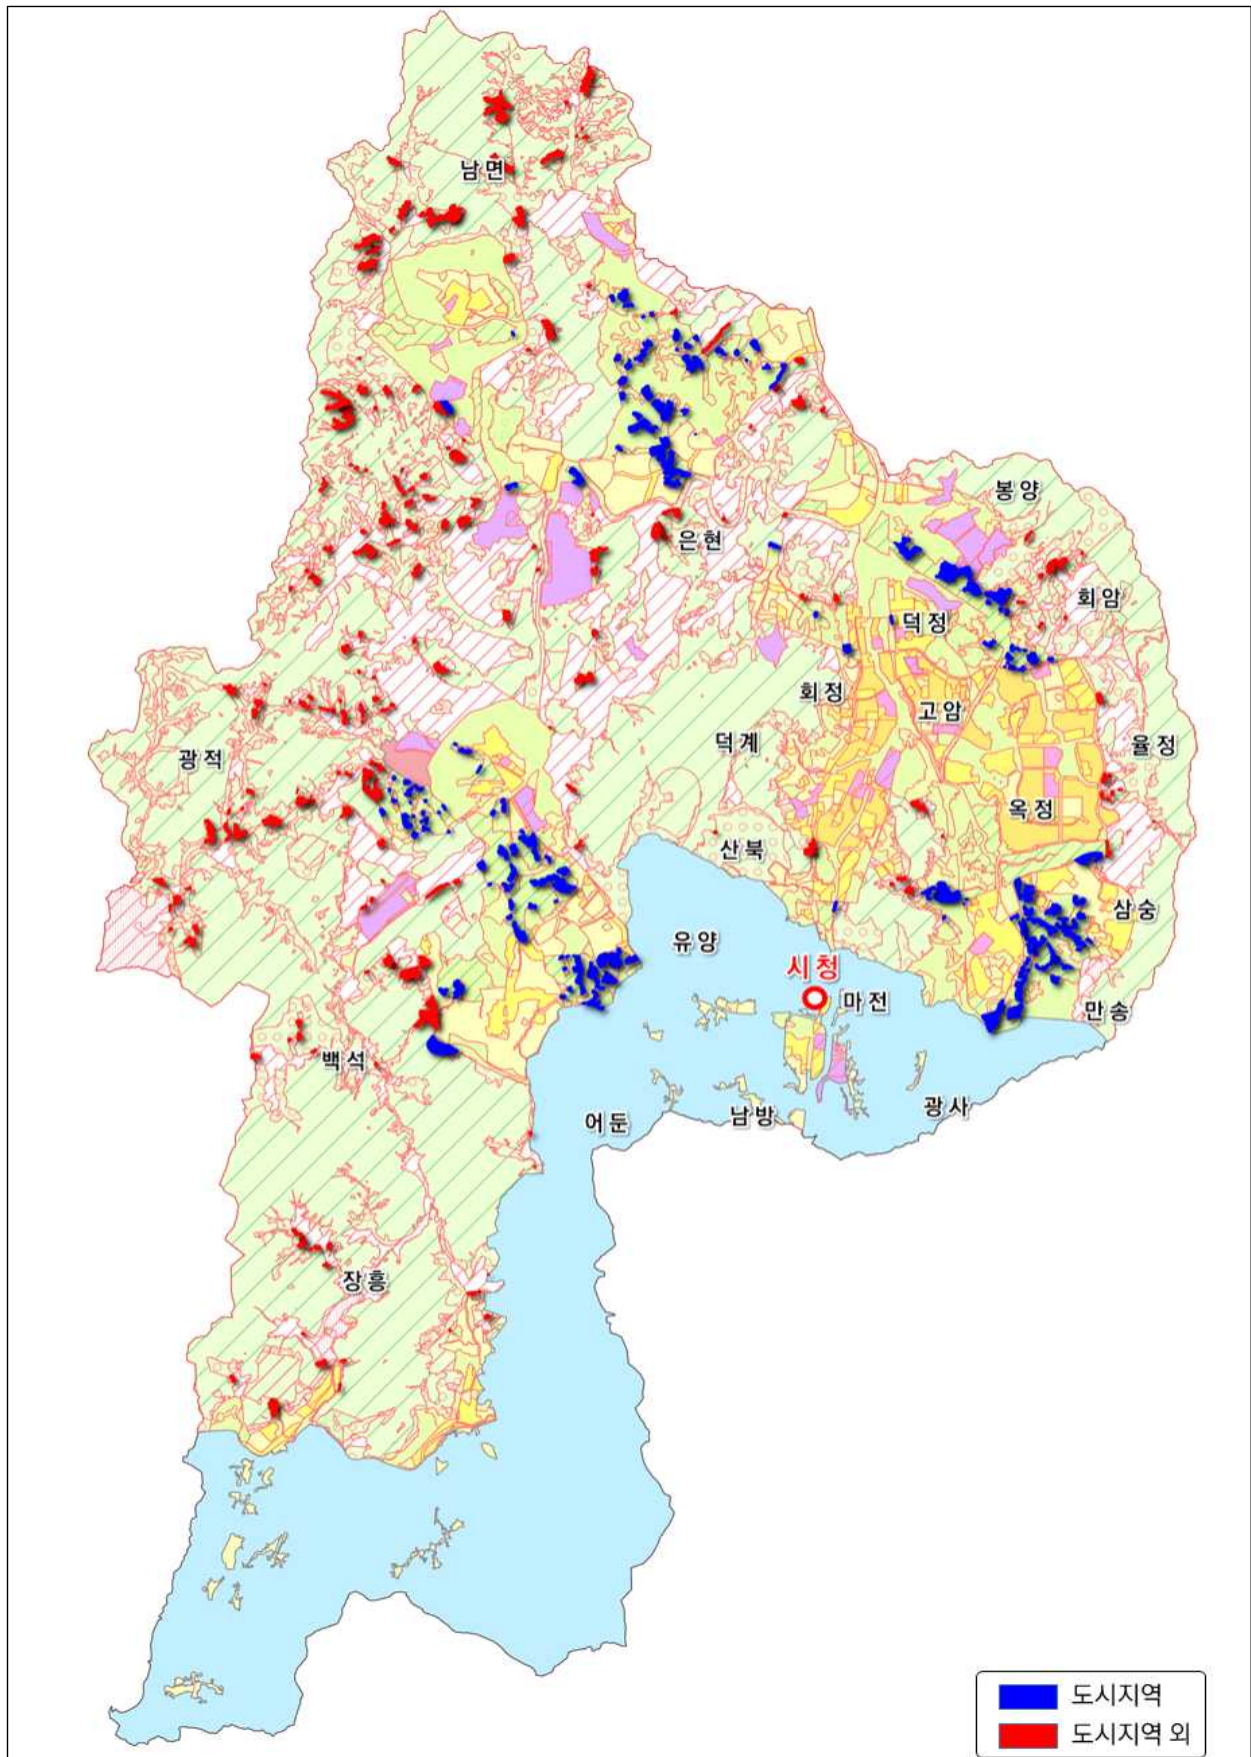 남면
봉양
은현
회암
덕정
회정
고암
덕계
율정
광적
옥정
산북
삼숭
유양
시청
마전
만송
백석
광사
남방
어둔
장흥
도시지역
도시지역 외